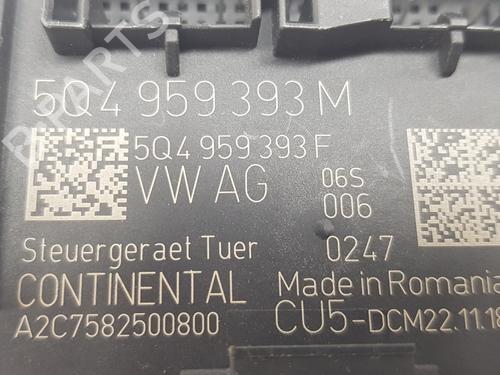 5Q4 959 393 M
5Q4 959 393 F
VW AG 06S
006
Steuergeraet Tuer 0247
CONTINENTAL Made in Romania
A2C7582500800 CU5-DCM22.11.18